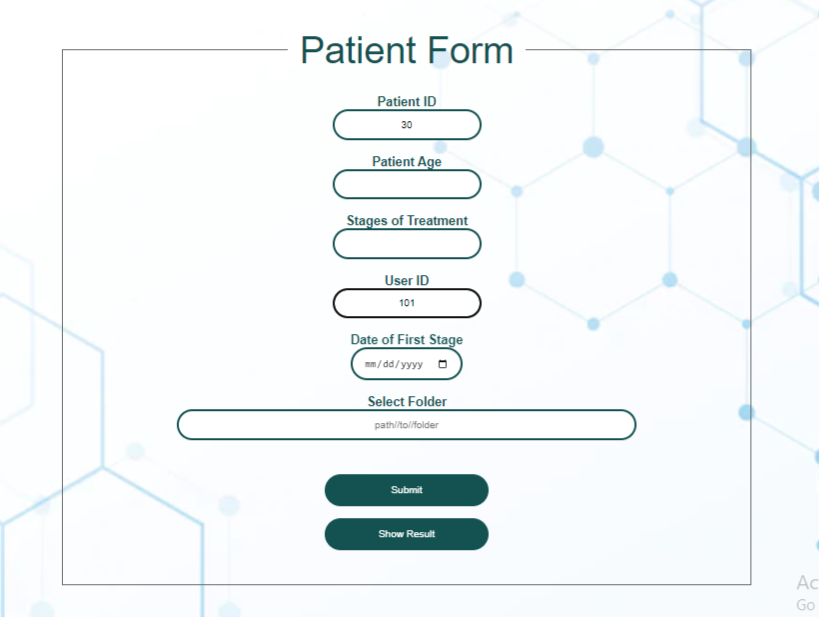 Patient Form
Patient ID
30
Patient Age
Stages of Treatment
User ID
101
Date of First Stage
mm/dd/yyyy
Select Folder
path//to//folder
Submit
Show Result
Ac
Go